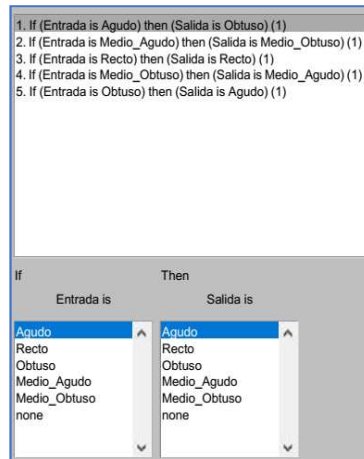 1. If (Entrada is Agudo) then (Salida is Obtuso) (1)
2. If (Entrada is Medio_Agudo) then (Salida is Medio_Obtuso) (1)
3. If (Entrada is Recto) then (Salida is Recto) (1)
4. If (Entrada is Medio_Obtuso) then (Salida is Medio_Agudo) (1)
5. If (Entrada is Obtuso) then (Salida is Agudo) (1)
If Then
Entrada is Salida is
Agudo Agudo
Recto Recto
Obtuso Obtuso
Medio_Agudo Medio_Agudo
Medio_Obtuso Medio_Obtuso
none none